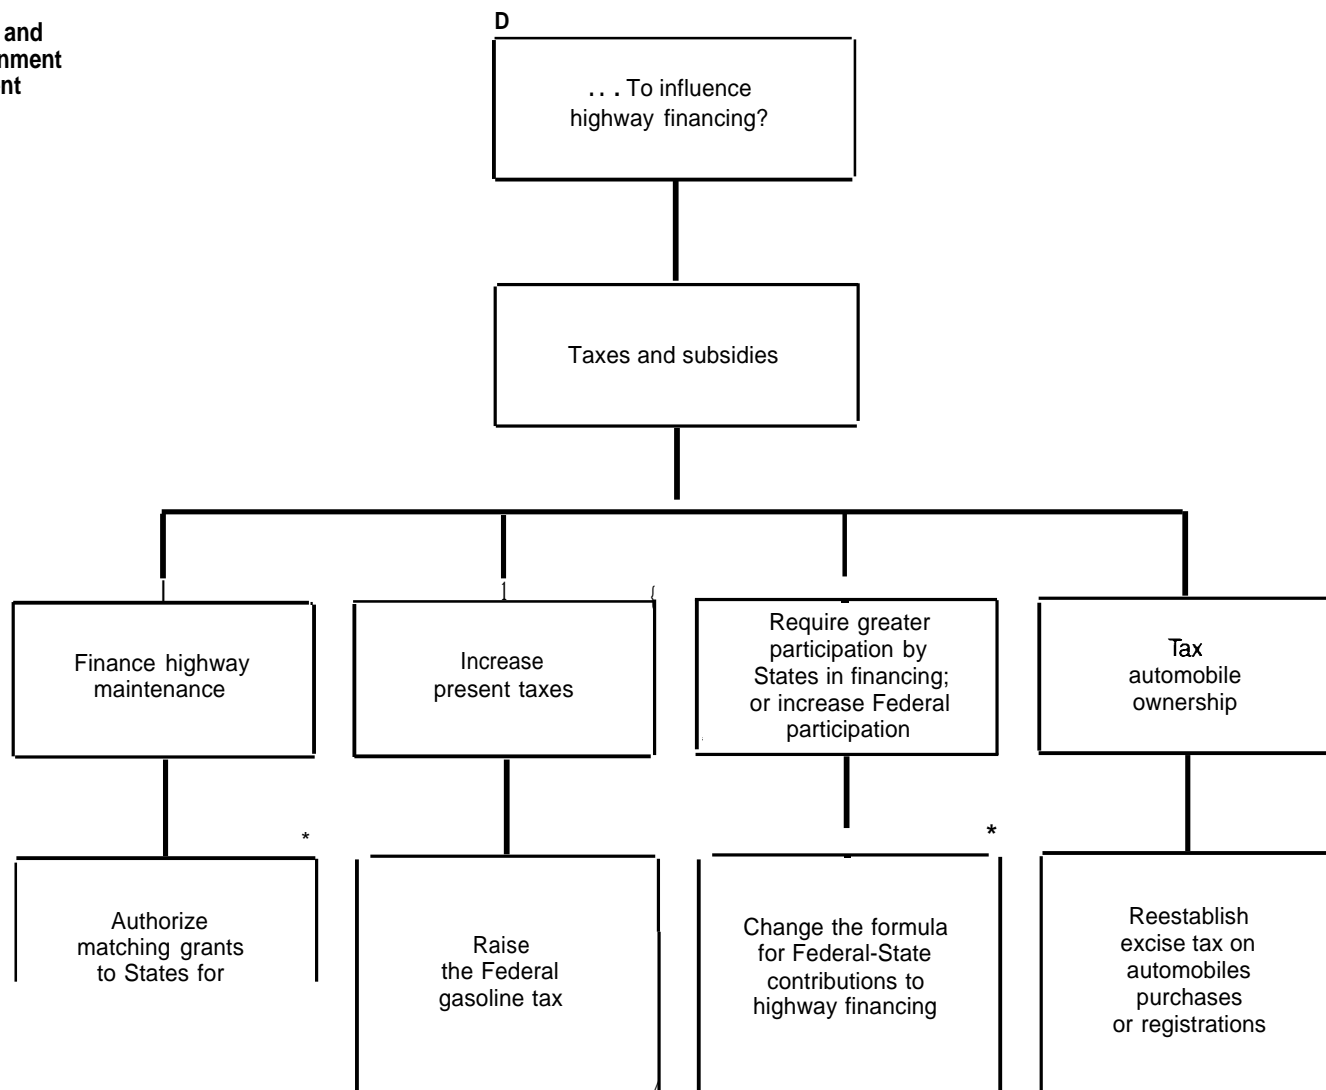 and
nment
nt
D
... To influence
highway financing?
Taxes and subsidies
Finance highway
maintenance
Increase
present taxes
Require greater
participation by
States in financing;
or increase Federal
participation
Tax
automobile
ownership
*
*
Authorize
matching grants
to States for
Raise
the Federal
gasoline tax
Change the formula
for Federal-State
contributions to
highway financing
Reestablish
excise tax on
automobiles
purchases
or registrations